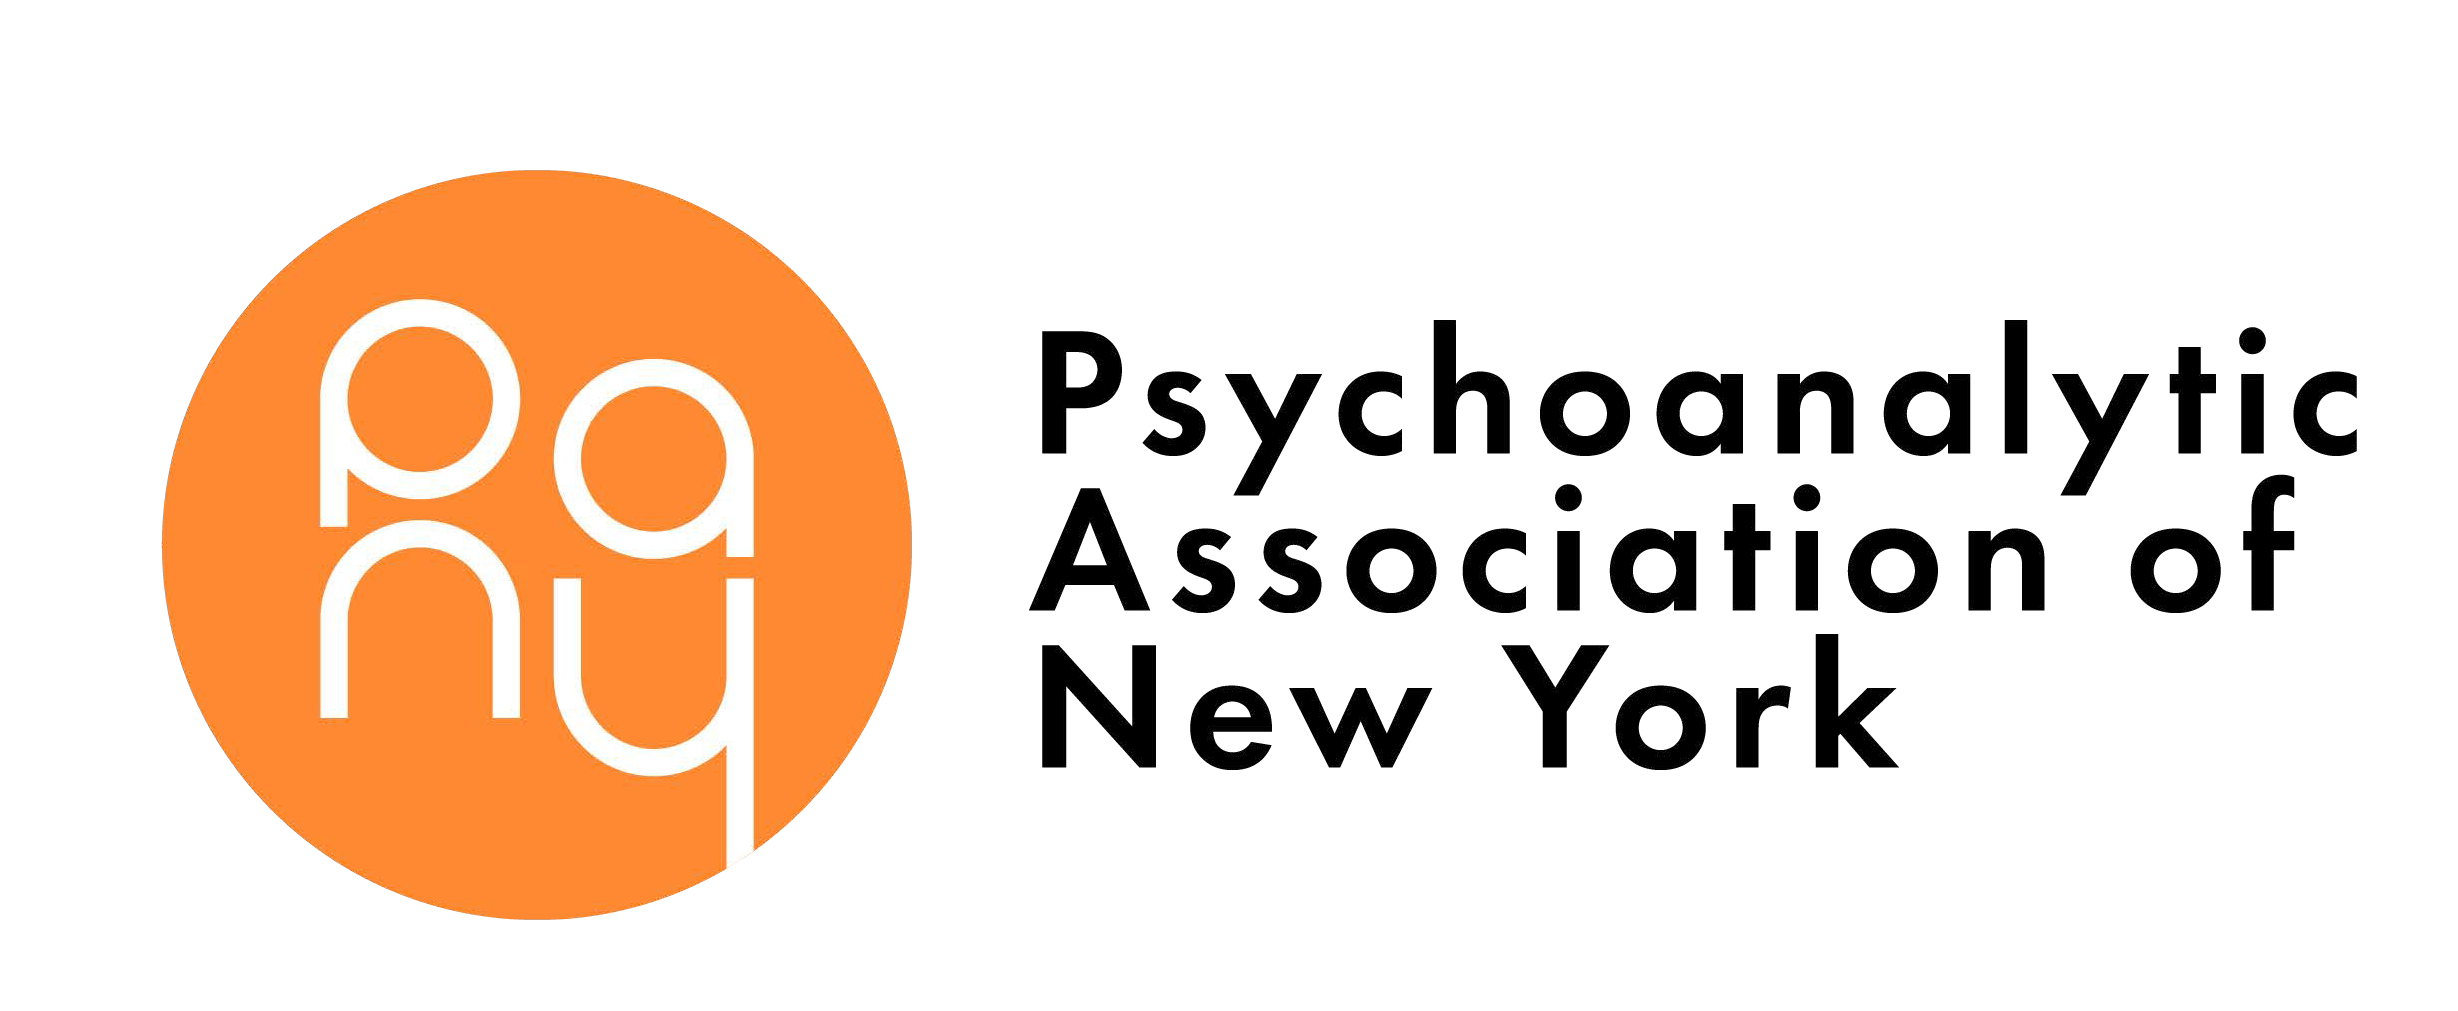 pa
ny
Psychoanalytic
Association of
New York